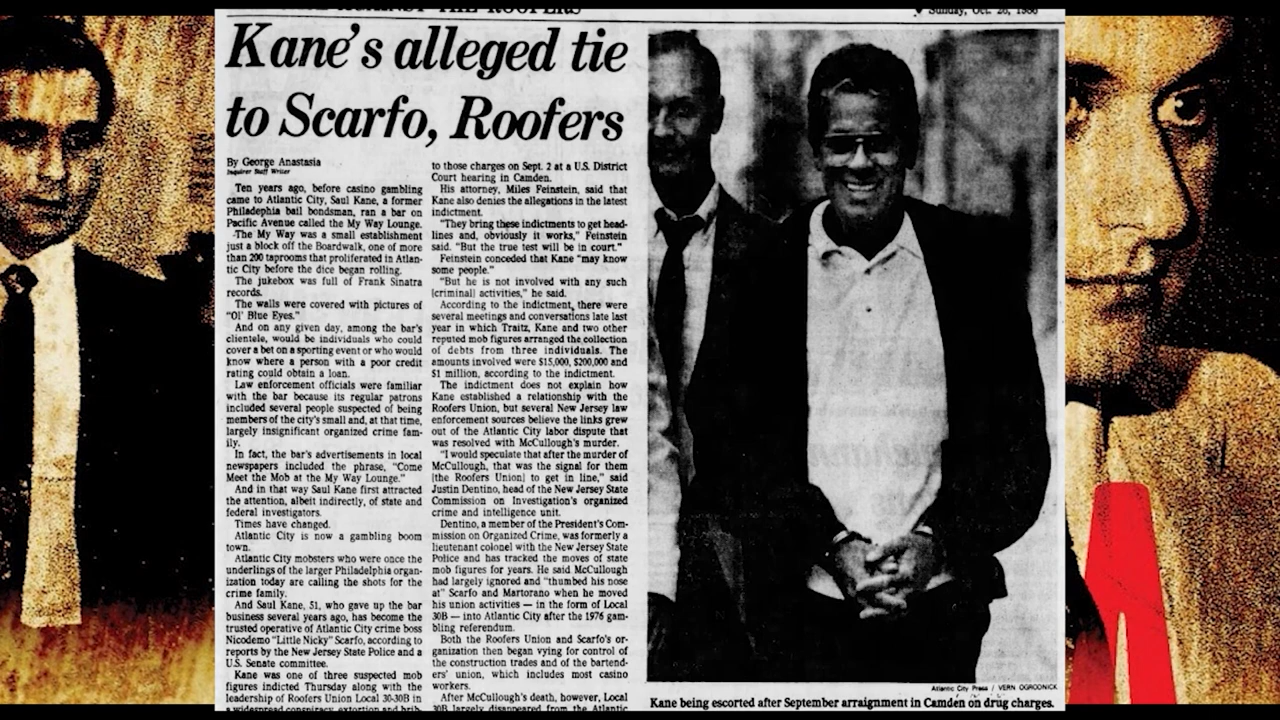 Sunday, Oct. 26, 1986
Kane's alleged tie
to Scarfo, Roofers
By George Anastasia
Inquirer Staff Writer
Ten years ago, before casino gambling
came to Atlantic City, Saul Kane, a former
Philadephia bail bondsman, ran a bar on
Pacific Avenue called the My Way Lounge.
The My Way was a small establishment
just a block off the Boardwalk, one of more
than 200 taprooms that proliferated in Atlan-
tic City before the dice began rolling.
The jukebox was full of Frank Sinatra
records.
The walls were covered with pictures of
"Ol' Blue Eyes."
And on any given day, among the bar's
clientele, would be individuals who could
cover a bet on a sporting event or who would
know where a person with a poor credit
rating could obtain a loan.
Law enforcement officials were familiar
with the bar because its regular patrons
included several people suspected of being
members of the city's small and, at that time,
largely insignificant organized crime fam-
ily.
In fact, the bar's advertisements in local
newspapers included the phrase, "Come
Meet the Mob at the My Way Lounge."
And in that way Saul Kane first attracted
the attention, albeit indirectly, of state and
federal investigators.
Times have changed.
Atlantic City is now a gambling boom
town.
Atlantic City mobsters who were once the
underlings of the larger Philadelphia organ-
ization today are calling the shots for the
crime family.
And Saul Kane, 51, who gave up the bar
business several years ago, has become the
trusted operative of Atlantic City crime boss
Nicodemo "Little Nicky" Scarfo, according to
reports by the New Jersey State Police and a
U.S. Senate committee.
Kane was one of three suspected mob
figures indicted Thursday along with the
leadership of Roofers Union Local 30-30B in
a widespread conspiracy, extortion and brib-
to those charges on Sept. 2 at a U.S. District
Court hearing in Camden.
His attorney, Miles Feinstein, said that
Kane also denies the allegations in the latest
indictment.
"They bring these indictments to get head-
lines and, obviously it works," Feinstein
said. "But the true test will be in court."
Feinstein conceded that Kane "may know
some people."
"But he is not involved with any such
[criminal] activities," he said.
According to the indictment, there were
several meetings and conversations late last
year in which Traitz, Kane and two other
reputed mob figures arranged the collection
of debts from three individuals. The
amounts involved were $15,000, $200,000 and
$1 million, according to the indictment.
The indictment does not explain how
Kane established a relationship with the
Roofers Union, but several New Jersey law
enforcement sources believe the links grew
out of the Atlantic City labor dispute that
was resolved with McCullough's murder.
"I would speculate that after the murder of
McCullough, that was the signal for them
[the Roofers Union] to get in line," said
Justin Dentino, head of the New Jersey State
Commission on Investigation's organized
crime and intelligence unit.
Dentino, a member of the President's Com-
mission on Organized Crime, was formerly a
lieutenant colonel with the New Jersey State
Police and has tracked the moves of state
mob figures for years. He said McCullough
had largely ignored and "thumbed his nose
at" Scarfo and Martorano when he moved
his union activities — in the form of Local
30B — into Atlantic City after the 1976 gam-
bling referendum.
Both the Roofers Union and Scarfo's or-
ganization then began vying for control of
the construction trades and of the bartend-
ers' union, which includes most casino
workers.
After McCullough's death, however, Local
30B largely disappeared from the Atlantic
Atlantic City Press / VERN OGRODNICK
Kane being escorted after September arraignment in Camden on drug charges.